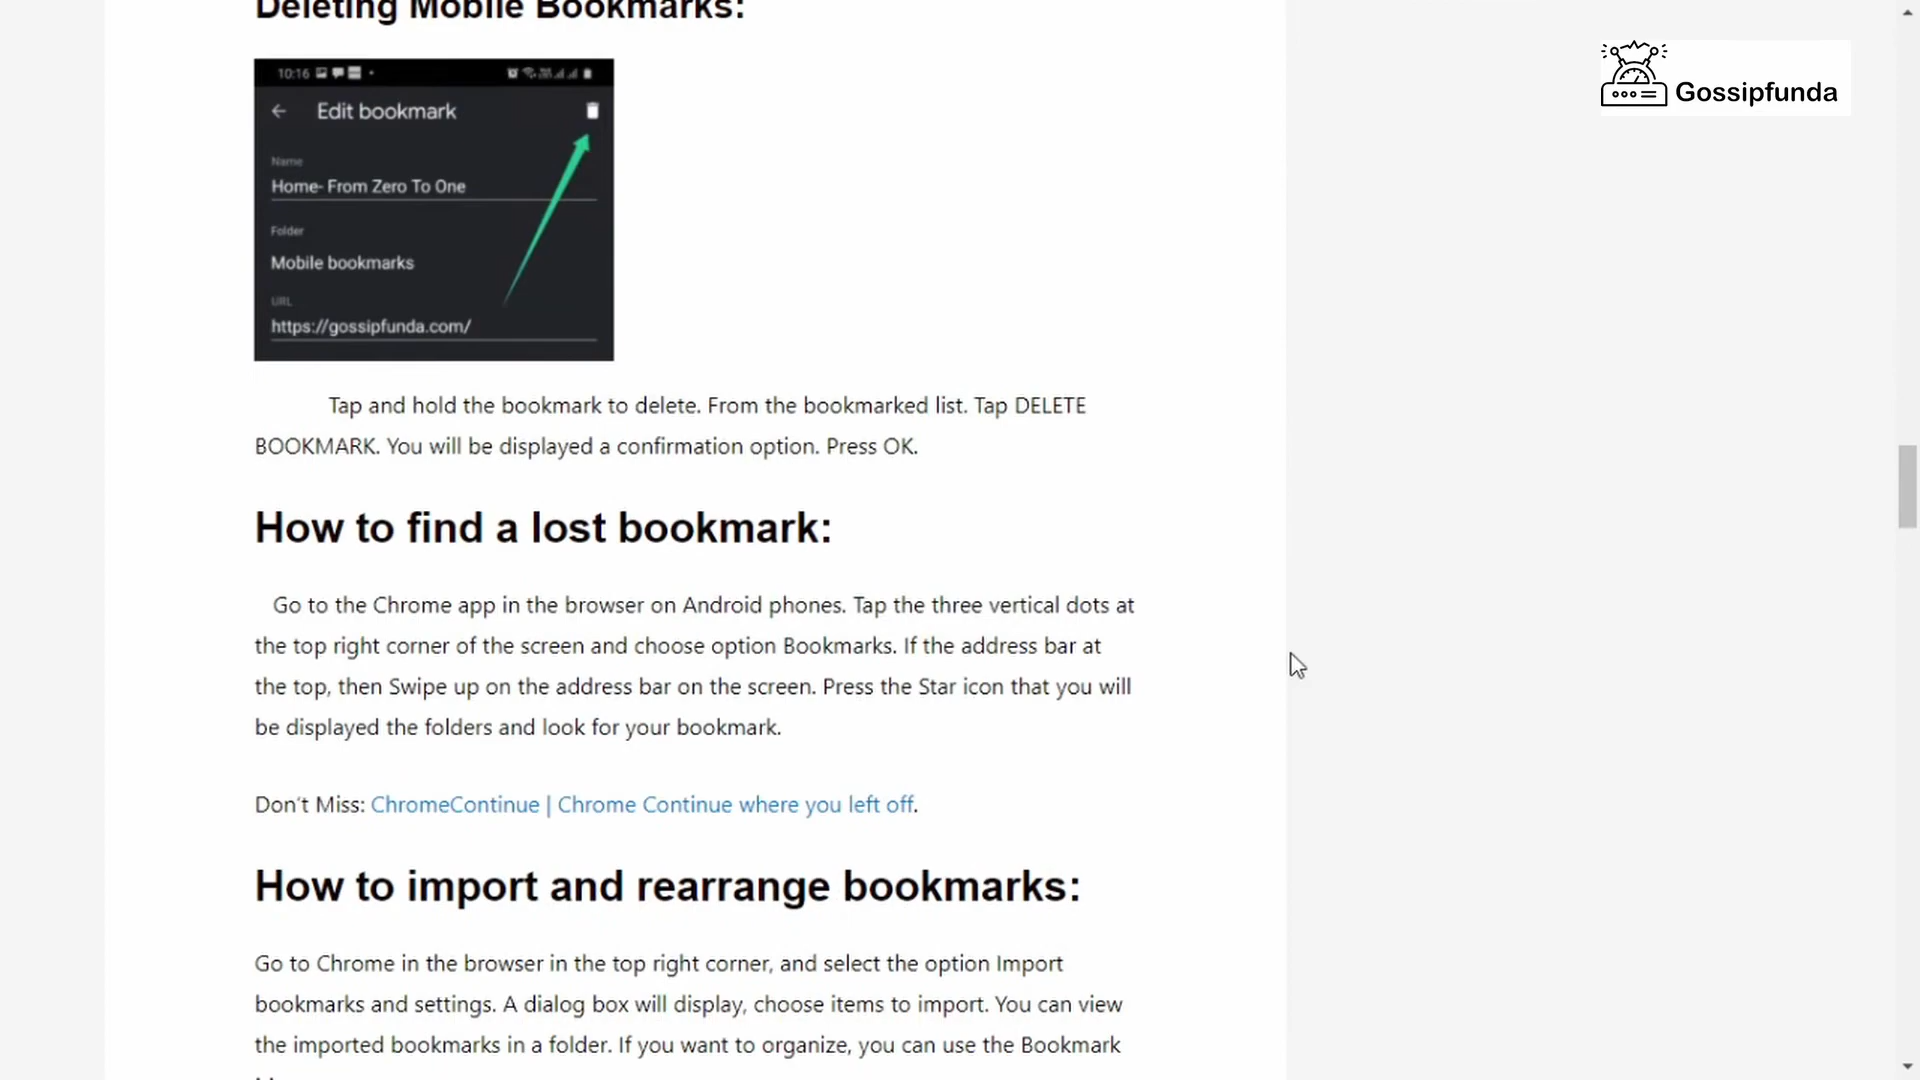 Deleting Mobile Bookmarks:
Gossipfunda
10:16
Edit bookmark
Name
Home- From Zero To One
Folder
Mobile bookmarks
URL
https://gossipfunda.com/
Tap and hold the bookmark to delete. From the bookmarked list. Tap DELETE
BOOKMARK. You will be displayed a confirmation option. Press OK.
How to find a lost bookmark:
Go to the Chrome app in the browser on Android phones. Tap the three vertical dots at
the top right corner of the screen and choose option Bookmarks. If the address bar at
the top, then Swipe up on the address bar on the screen. Press the Star icon that you will
be displayed the folders and look for your bookmark.
Don't Miss: ChromeContinue | Chrome Continue where you left off.
How to import and rearrange bookmarks:
Go to Chrome in the browser in the top right corner, and select the option Import
bookmarks and settings. A dialog box will display, choose items to import. You can view
the imported bookmarks in a folder. If you want to organize, you can use the Bookmark